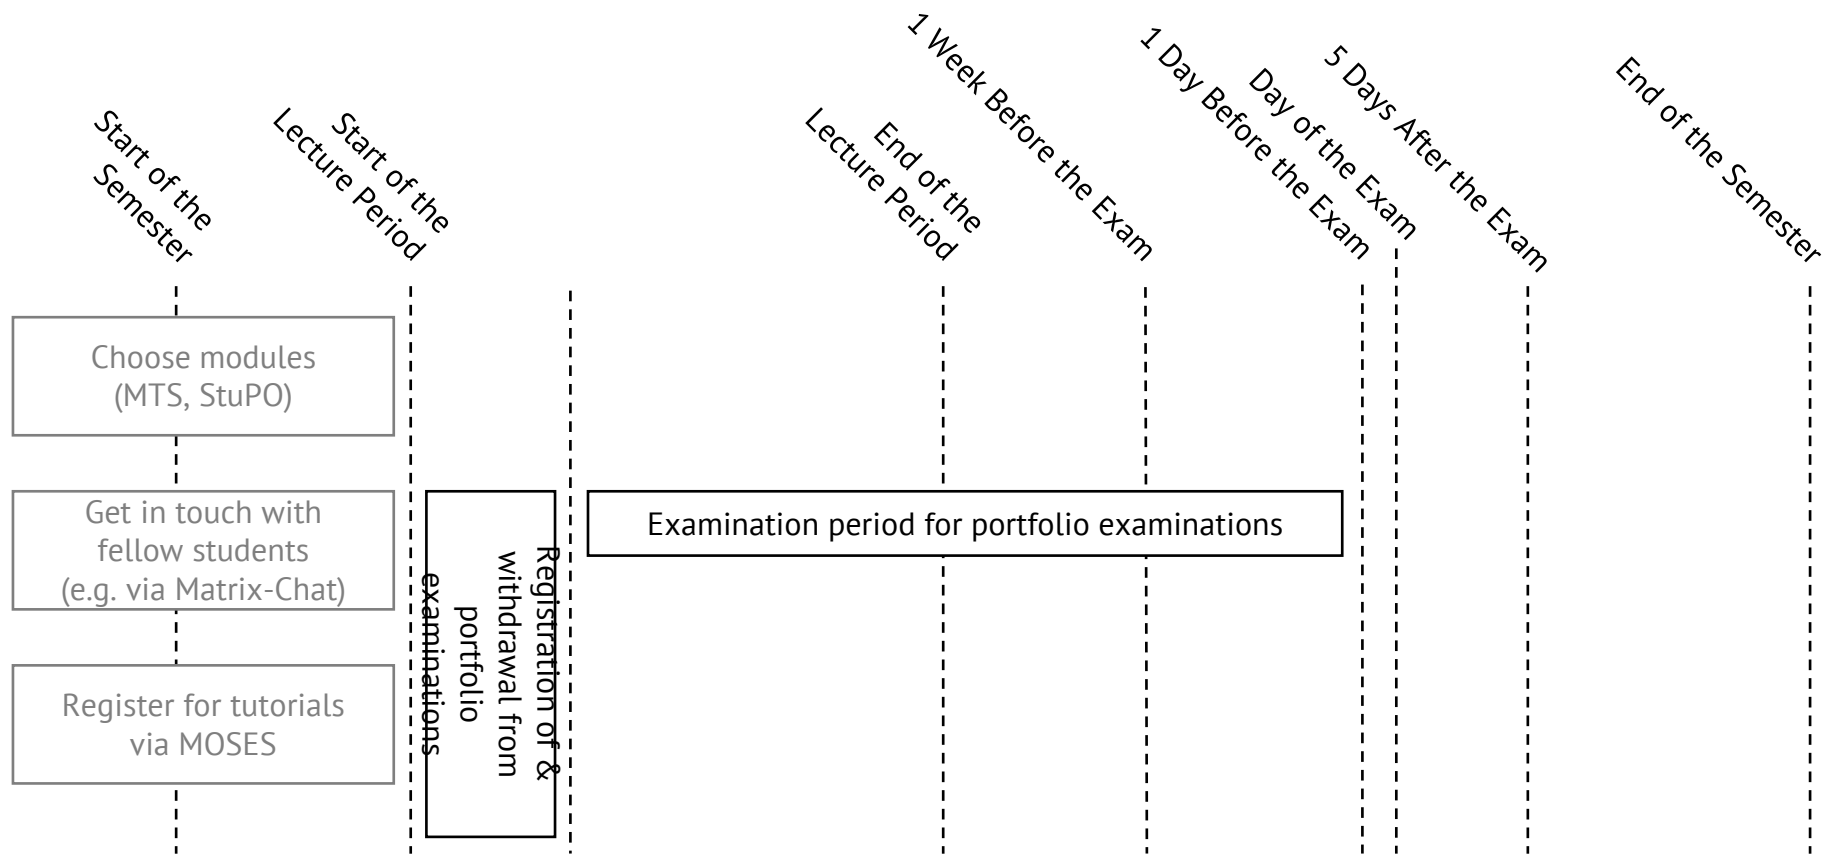 Start of the
Semester
Start of the
Lecture Period
End of the
Lecture Period
1 Week Before the Exam
1 Day Before the Exam
Day of the Exam
5 Days After the Exam
End of the Semester
Choose modules
(MTS, StuPO)
Get in touch with
fellow students
(e.g. via Matrix-Chat)
Register for tutorials
via MOSES
Registration of &
withdrawal from
portfolio
examinations
Examination period for portfolio examinations